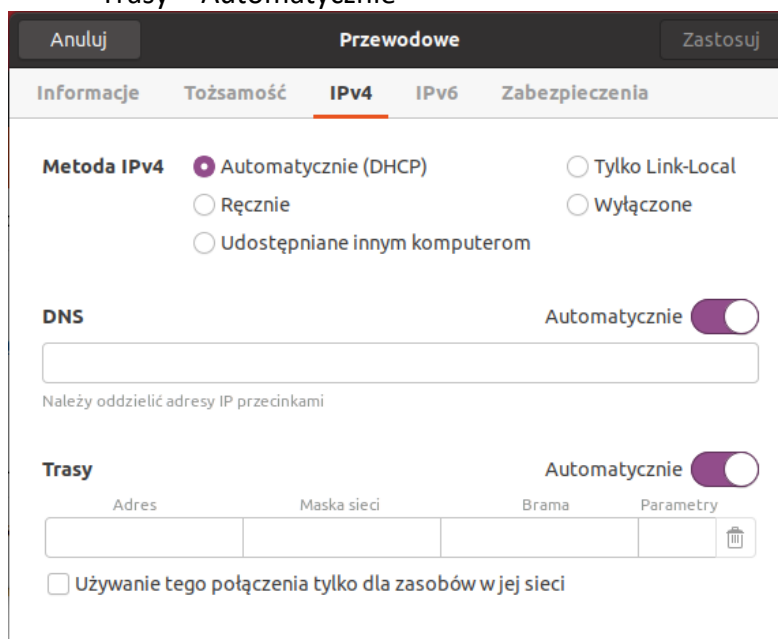 Trasy – Automatycznie
Anuluj Przewodowe Zastosuj
Informacje Tożsamość IPv4 IPv6 Zabezpieczenia
Metoda IPv4 Automatycznie (DHCP) Tylko Link-Local
Ręcznie Wyłączone
Udostępniane innym komputerom
DNS Automatycznie
Należy oddzielić adresy IP przecinkami
Trasy Automatycznie
Adres Maska sieci Brama Parametry
Używanie tego połączenia tylko dla zasobów w jej sieci